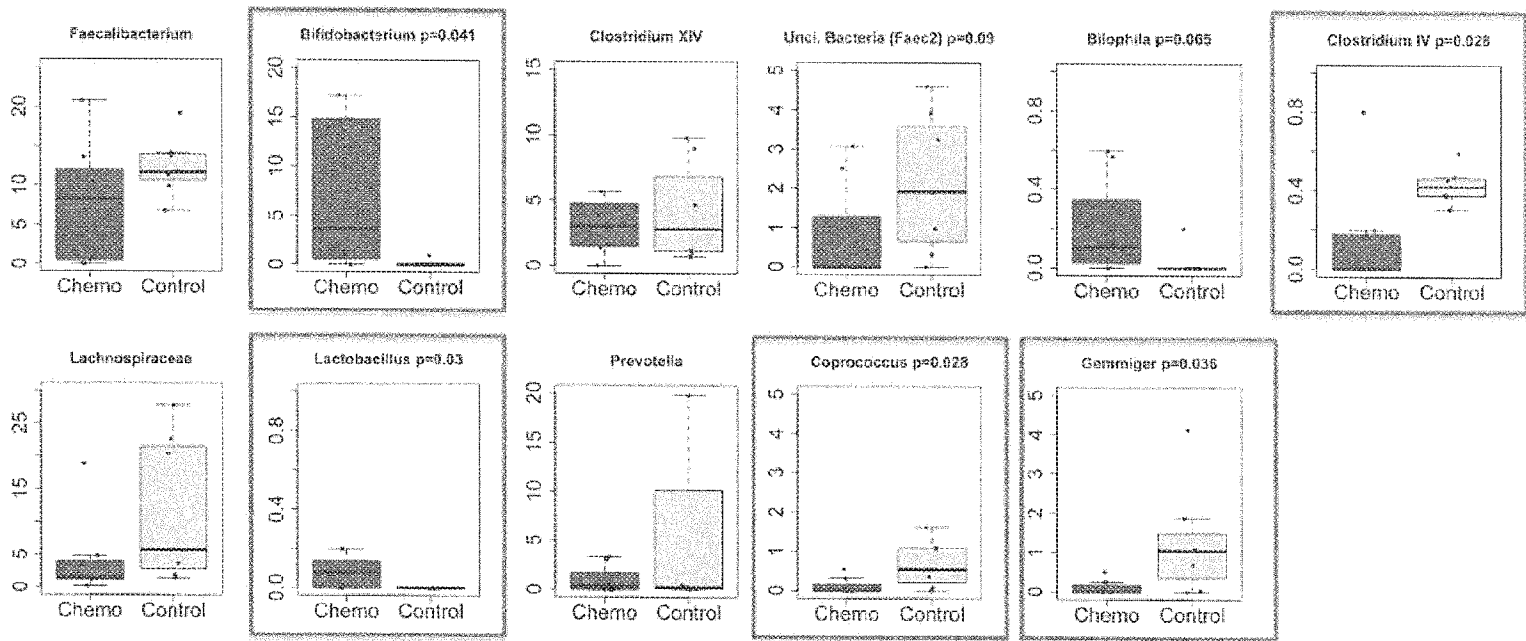 Faecalibacterium
20
10
5
0
Chemo Control
Bifidobacterium p=0.041
20
15
5
0
Chemo Control
Clostridium XIV
15
10
5
0
Chemo Control
Uncl. Bacteria (Faec2) p=0.09
5
4
3
2
1
0
Chemo Control
Bilophila p=0.065
0.8
0.4
0.0
Chemo Control
Clostridium IV p=0.028
0.8
0.4
0.0
Chemo Control
Lachnospiraceae
25
15
5
0
Chemo Control
Lactobacillus p=0.03
0.8
0.4
0.0
Chemo Control
Prevotella
20
15
10
5
0
Chemo Control
Coprococcus p=0.028
5
4
3
2
1
0
Chemo Control
Gemmiger p=0.036
5
4
3
2
1
0
Chemo Control